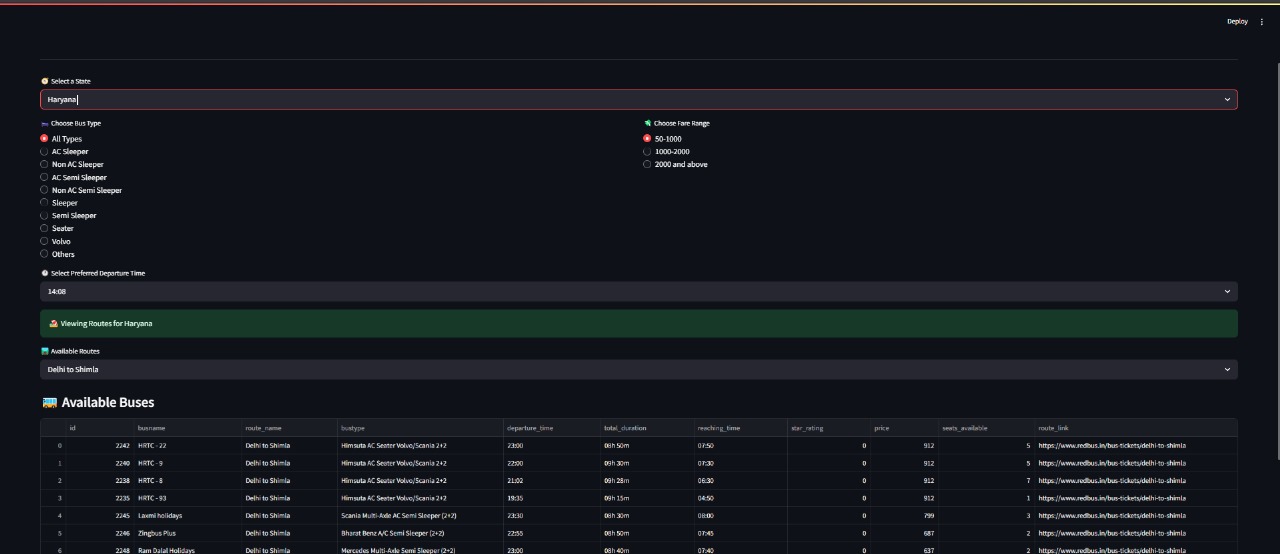 Deploy
Select a State
Haryana
Choose Bus Type
Choose Fare Range
All Types
50-1000
AC Sleeper
1000-2000
Non AC Sleeper
2000 and above
AC Semi Sleeper
Non AC Semi Sleeper
Sleeper
Semi Sleeper
Seater
Volvo
Others
Select Preferred Departure Time
14:08
Viewing Routes for Haryana
Available Routes
Delhi to Shimla
Available Buses
id busname route_name bustype departure_time total_duration reaching_time star_rating price seats_available route_link
0 2242 HRTC - 22 Delhi to Shimla Himsuta AC Seater Volvo/Scania 2+2 23:00 08h 50m 07:50 0 912 5 https://www.redbus.in/bus-tickets/delhi-to-shimla
1 2240 HRTC - 9 Delhi to Shimla Himsuta AC Seater Volvo/Scania 2+2 22:00 09h 30m 07:30 0 912 5 https://www.redbus.in/bus-tickets/delhi-to-shimla
2 2238 HRTC - 8 Delhi to Shimla Himsuta AC Seater Volvo/Scania 2+2 21:02 09h 28m 06:30 0 912 7 https://www.redbus.in/bus-tickets/delhi-to-shimla
3 2235 HRTC - 93 Delhi to Shimla Himsuta AC Seater Volvo/Scania 2+2 19:35 09h 15m 04:50 0 912 1 https://www.redbus.in/bus-tickets/delhi-to-shimla
4 2245 Laxmi holidays Delhi to Shimla Scania Multi-Axle AC Semi Sleeper (2+2) 23:30 08h 30m 08:00 0 799 3 https://www.redbus.in/bus-tickets/delhi-to-shimla
5 2246 Zingbus Plus Delhi to Shimla Bharat Benz A/C Semi Sleeper (2+2) 22:55 08h 50m 07:45 0 687 2 https://www.redbus.in/bus-tickets/delhi-to-shimla
6 2248 Ram Dalal Holidays Delhi to Shimla Mercedes Multi-Axle Semi Sleeper (2+2) 23:00 08h 40m 07:40 0 637 2 https://www.redbus.in/bus-tickets/delhi-to-shimla